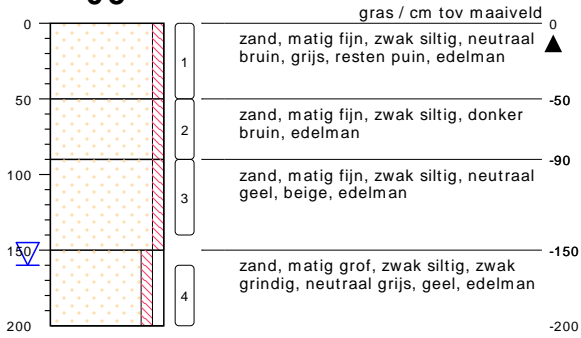 gras / cm tov maaiveld
0
0
zand, matig fijn, zwak siltig, neutraal
bruin, grijs, resten puin, edelman
1
50
-50
zand, matig fijn, zwak siltig, donker
bruin, edelman
2
-90
100
zand, matig fijn, zwak siltig, neutraal
geel, beige, edelman
3
150
-150
zand, matig grof, zwak siltig, zwak
grindig, neutraal grijs, geel, edelman
4
200
-200